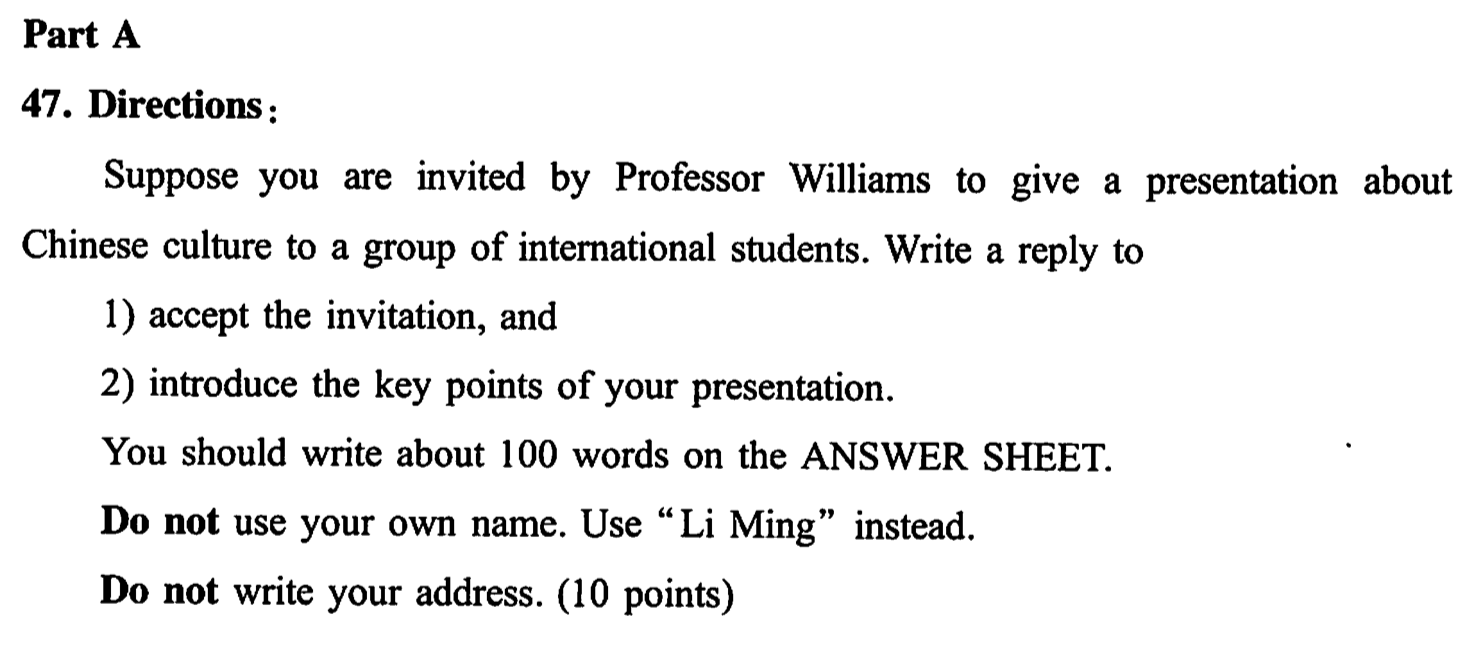 Part A
47. Directions:
Suppose you are invited by Professor Williams to give a presentation about
Chinese culture to a group of international students. Write a reply to
1) accept the invitation, and
2) introduce the key points of your presentation.
You should write about 100 words on the ANSWER SHEET.
Do not use your own name. Use “Li Ming” instead.
Do not write your address. (10 points)